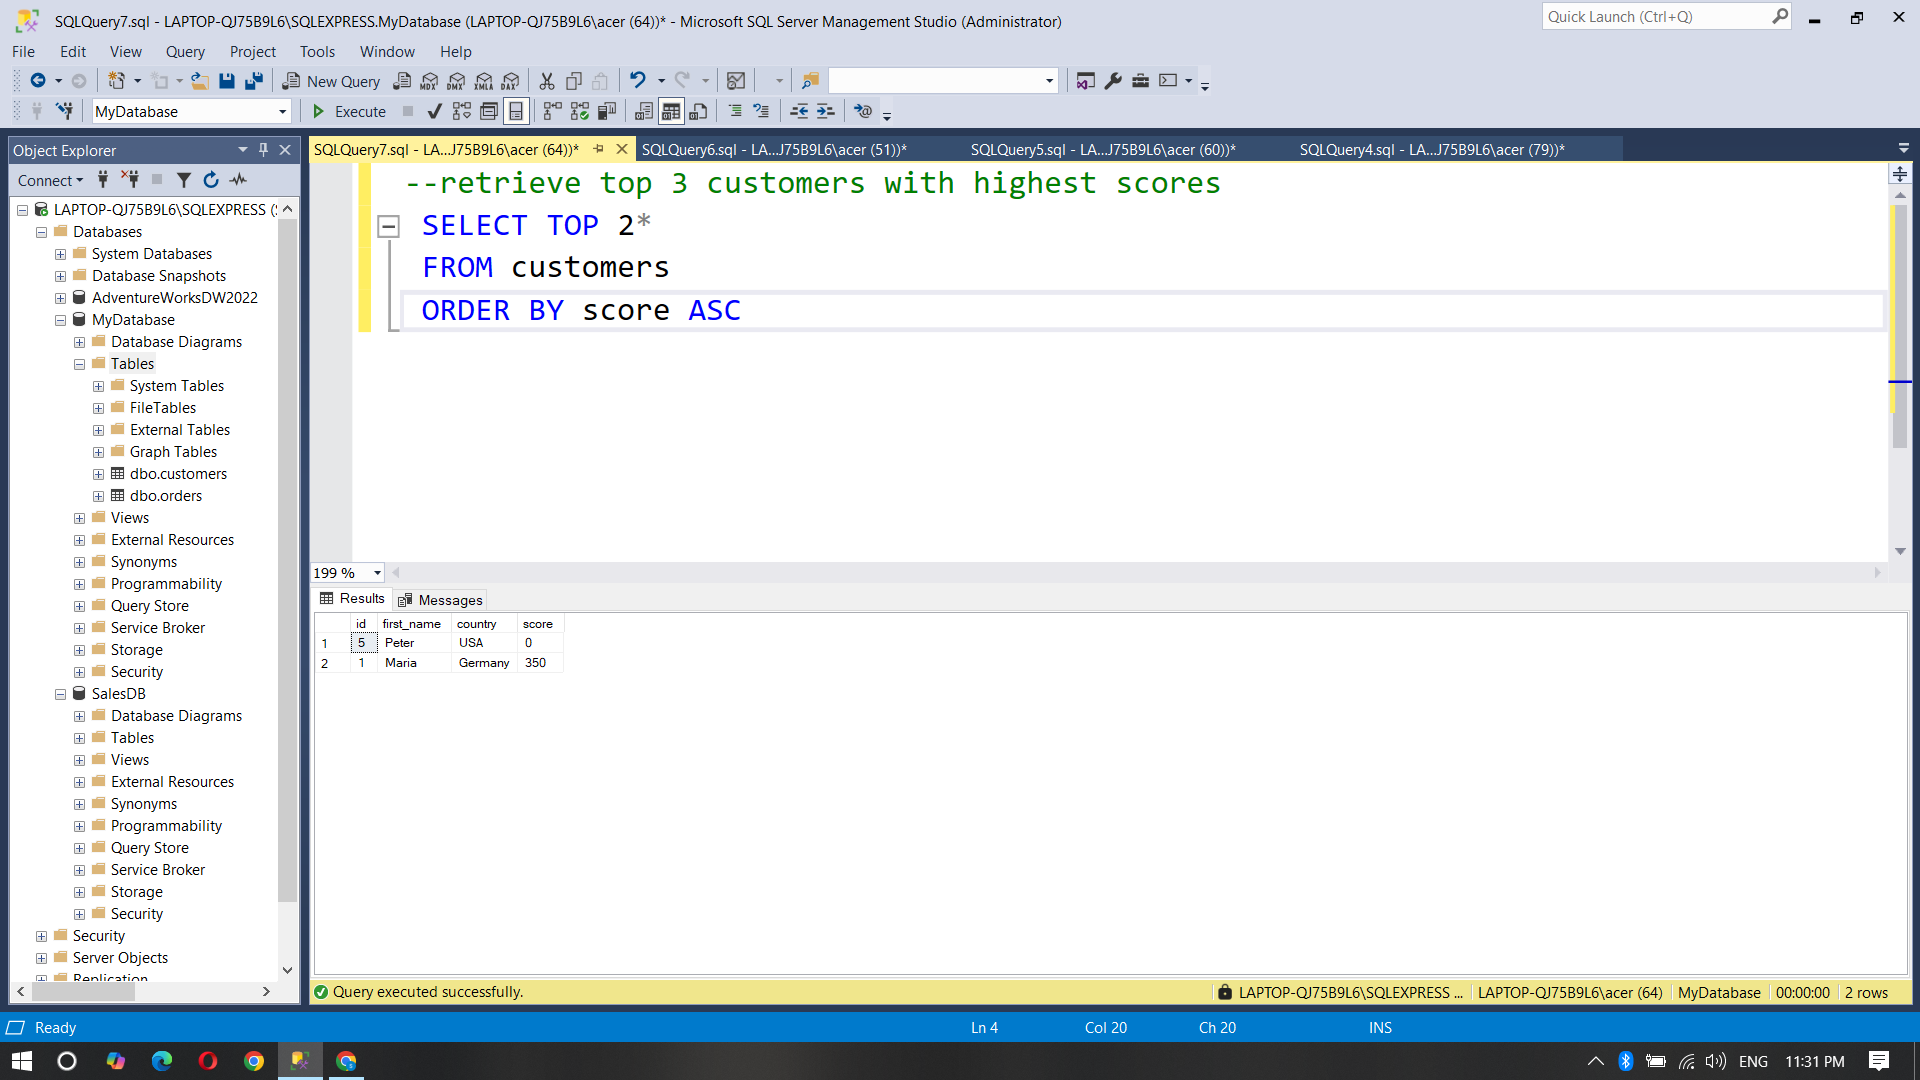 SQLQuery7.sql - LAPTOP-QJ75B9L6\SQLEXPRESS.MyDatabase (LAPTOP-QJ75B9L6\acer (64))* - Microsoft SQL Server Management Studio (Administrator)
Quick Launch (Ctrl+Q)
File Edit View Query Project Tools Window Help
New Query MDX DMX XMLA DAX
MyDatabase Execute
Object Explorer
SQLQuery7.sql - LA...J75B9L6\acer (64))* SQLQuery6.sql - LA...J75B9L6\acer (51))* SQLQuery5.sql - LA...J75B9L6\acer (60))* SQLQuery4.sql - LA...J75B9L6\acer (79))*
Connect
LAPTOP-QJ75B9L6\SQLEXPRESS (
Databases
System Databases
Database Snapshots
AdventureWorksDW2022
MyDatabase
Database Diagrams
Tables
System Tables
FileTables
External Tables
Graph Tables
dbo.customers
dbo.orders
Views
External Resources
Synonyms
Programmability
Query Store
Service Broker
Storage
Security
SalesDB
Database Diagrams
Tables
Views
External Resources
Synonyms
Programmability
Query Store
Service Broker
Storage
Security
Security
Server Objects
Replication
--retrieve top 3 customers with highest scores
SELECT TOP 2*
FROM customers
ORDER BY score ASC
199 %
Results Messages
id first_name country score
1 5 Peter USA 0
2 1 Maria Germany 350
Query executed successfully.
LAPTOP-QJ75B9L6\SQLEXPRESS ... LAPTOP-QJ75B9L6\acer (64) MyDatabase 00:00:00 2 rows
Ready Ln 4 Col 20 Ch 20 INS
ENG 11:31 PM